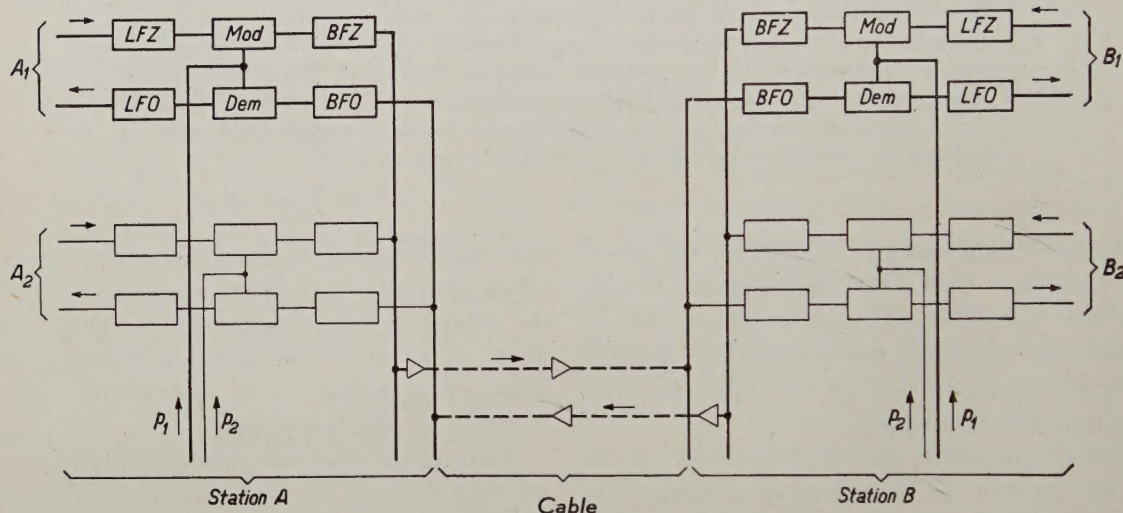 A1 LFZ Mod BFZ BFZ Mod LFZ B1
LFO Dem BFO BFO Dem LFO
A2 B2
p1 p2 p2 p1
Station A Cable Station B